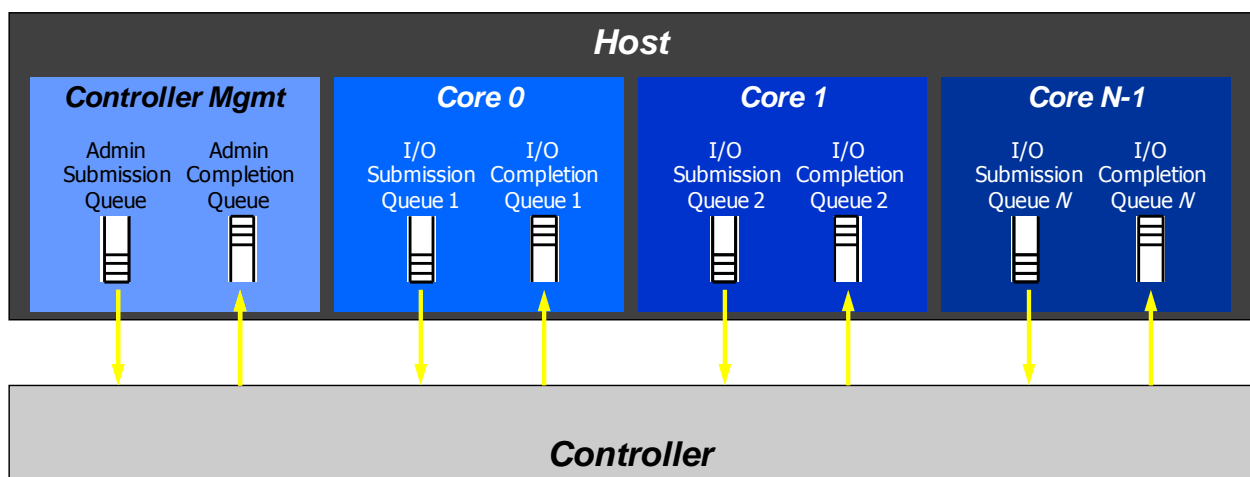 Host
Controller Mgmt
Admin
Submission
Queue
Admin
Completion
Queue
Core 0
I/O
Submission
Queue 1
I/O
Completion
Queue 1
Core 1
I/O
Submission
Queue 2
I/O
Completion
Queue 2
Core N-1
I/O
Submission
Queue N
I/O
Completion
Queue N
Controller